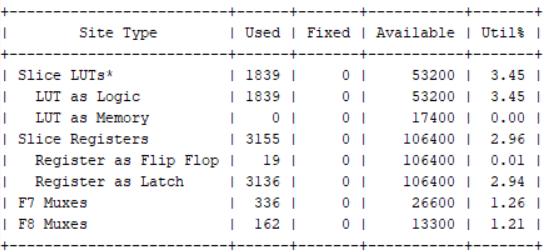 +----------------------------+------+-------+-----------+-------+
|          Site Type         | Used | Fixed | Available | Util% |
+----------------------------+------+-------+-----------+-------+
| Slice LUTs*                | 1839 |     0 |     53200 |  3.45 |
|   LUT as Logic             | 1839 |     0 |     53200 |  3.45 |
|   LUT as Memory            |    0 |     0 |     17400 |  0.00 |
| Slice Registers            | 3155 |     0 |    106400 |  2.96 |
|   Register as Flip Flop    |   19 |     0 |    106400 |  0.01 |
|   Register as Latch        | 3136 |     0 |    106400 |  2.94 |
| F7 Muxes                   |  336 |     0 |     26600 |  1.26 |
| F8 Muxes                   |  162 |     0 |     13300 |  1.21 |
+----------------------------+------+-------+-----------+-------+